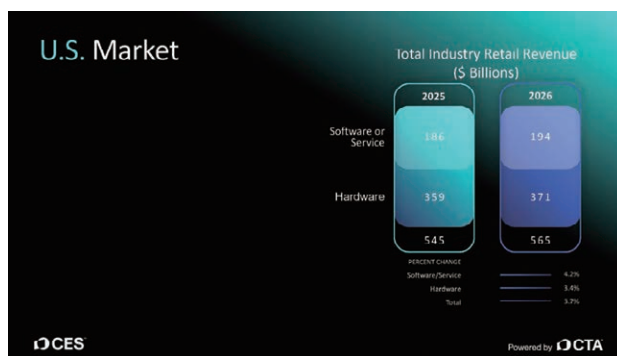 U.S. Market
Total Industry Retail Revenue
($ Billions)
2025
2026
Software or
Service
186
194
Hardware
359
371
545
565
PERCENT CHANGE
Software/Service
4.2%
Hardware
3.4%
Total
3.7%
CES
Powered by CTA